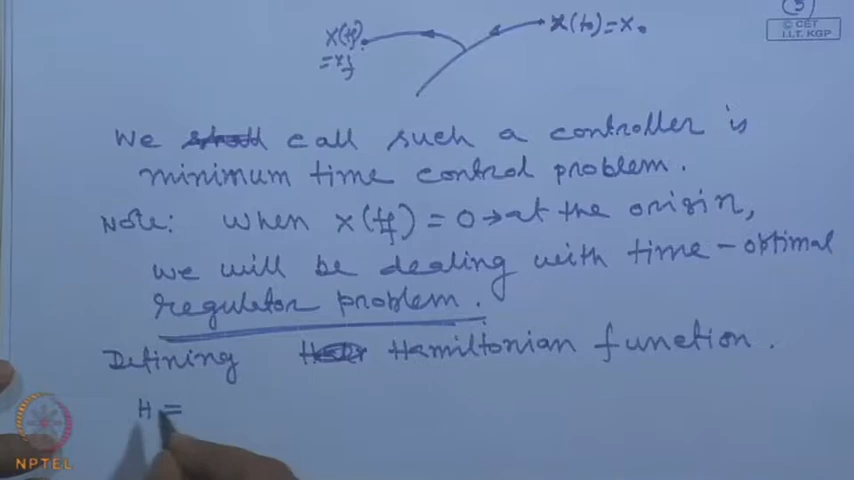 x(t₀)=x₀
x(tf)
=xf
3
© CET
I.I.T. KGP
We call such a controller is
minimum time control problem.
Note: when x(tf) = 0 → at the origin,
we will be dealing with time-optimal
regulator problem.
Defining Hamiltonian function.
H =
NPTEL